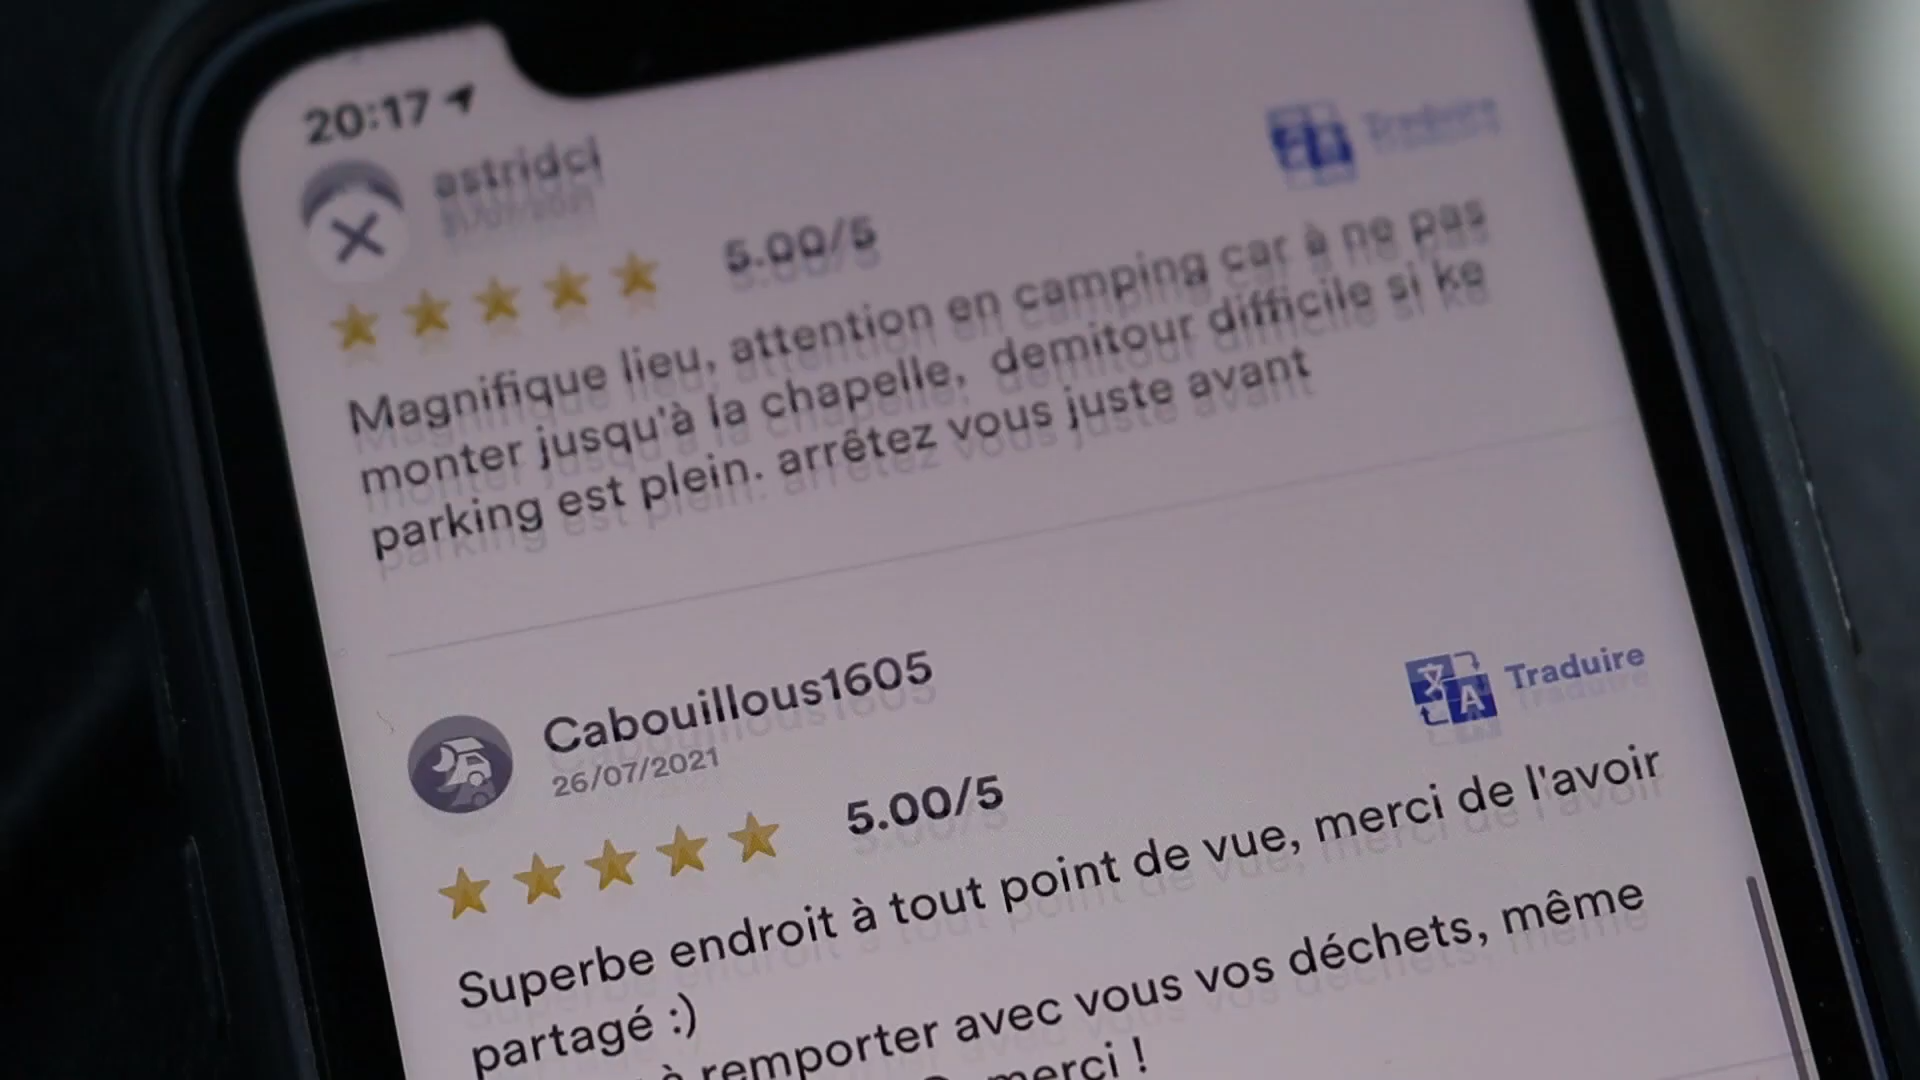 20:17
astridcl
Traduire
5.00/5
Magnifique lieu, attention en camping car à ne pas
monter jusqu'à la chapelle, demitour difficile si ke
parking est plein. arrêtez vous juste avant
Cabouillous1605
Traduire
26/07/2021
5.00/5
Superbe endroit à tout point de vue, merci de l'avoir
partagé :)
à remporter avec vous vos déchets, même
merci !